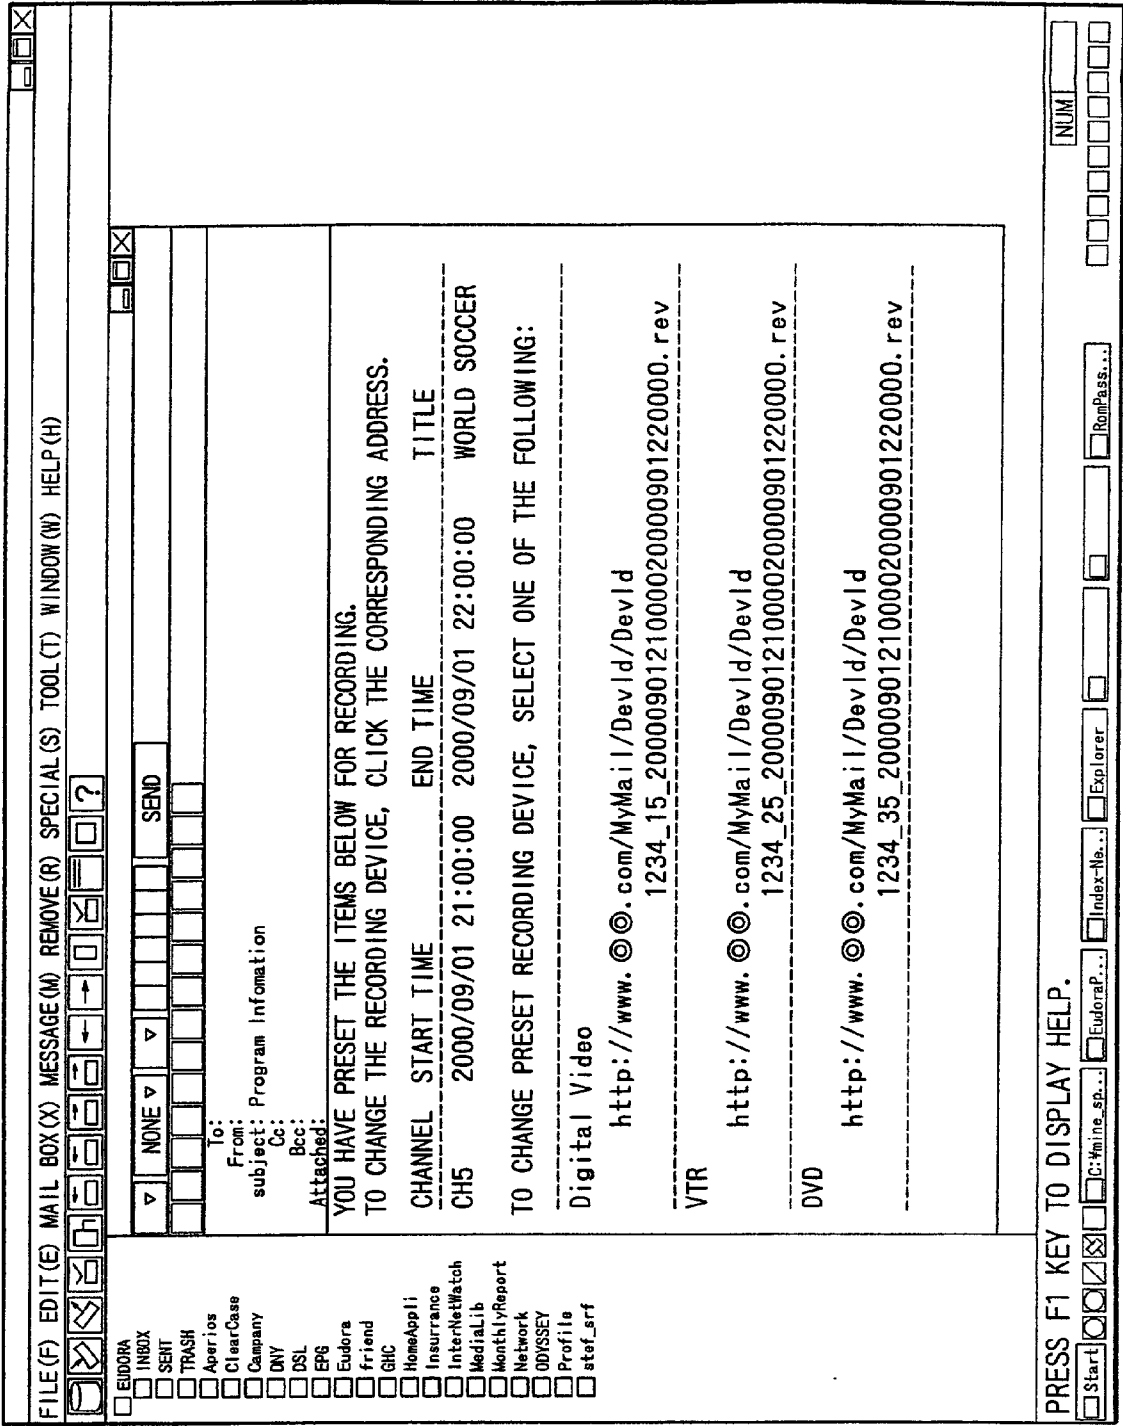 FILE(F) EDIT(E) MAIL BOX(X) MESSAGE(M) REMOVE(R) SPECIAL(S) TOOL(T) WINDOW(W) HELP(H)
?
EUDORA
INBOX
SENT
TRASH
Aperios
ClearCase
Campany
DNY
DSL
EPG
Eudora
friend
GHC
HomeAppli
Insurrance
InterNetWatch
MediaLib
MonthlyReport
Network
ODYSSEY
Profile
stef_srf
NONE SEND
To:
From:
subject: Program Infomation
Cc:
Bcc:
Attached:
YOU HAVE PRESET THE ITEMS BELOW FOR RECORDING.
TO CHANGE THE RECORDING DEVICE, CLICK THE CORRESPONDING ADDRESS.
CHANNEL START TIME END TIME TITLE
CH5 2000/09/01 21:00:00 2000/09/01 22:00:00 WORLD SOCCER
TO CHANGE PRESET RECORDING DEVICE, SELECT ONE OF THE FOLLOWING:
Digital Video
http://www.◎◎.com/MyMail/DevId/DevId
1234_15_2000090121000020000901220000.rev
VTR
http://www.◎◎.com/MyMail/DevId/DevId
1234_25_2000090121000020000901220000.rev
DVD
http://www.◎◎.com/MyMail/DevId/DevId
1234_35_2000090121000020000901220000.rev
PRESS F1 KEY TO DISPLAY HELP.
NUM
Start C:¥mine_sp... EudoraP... Index-Ne... Explorer RomPass...